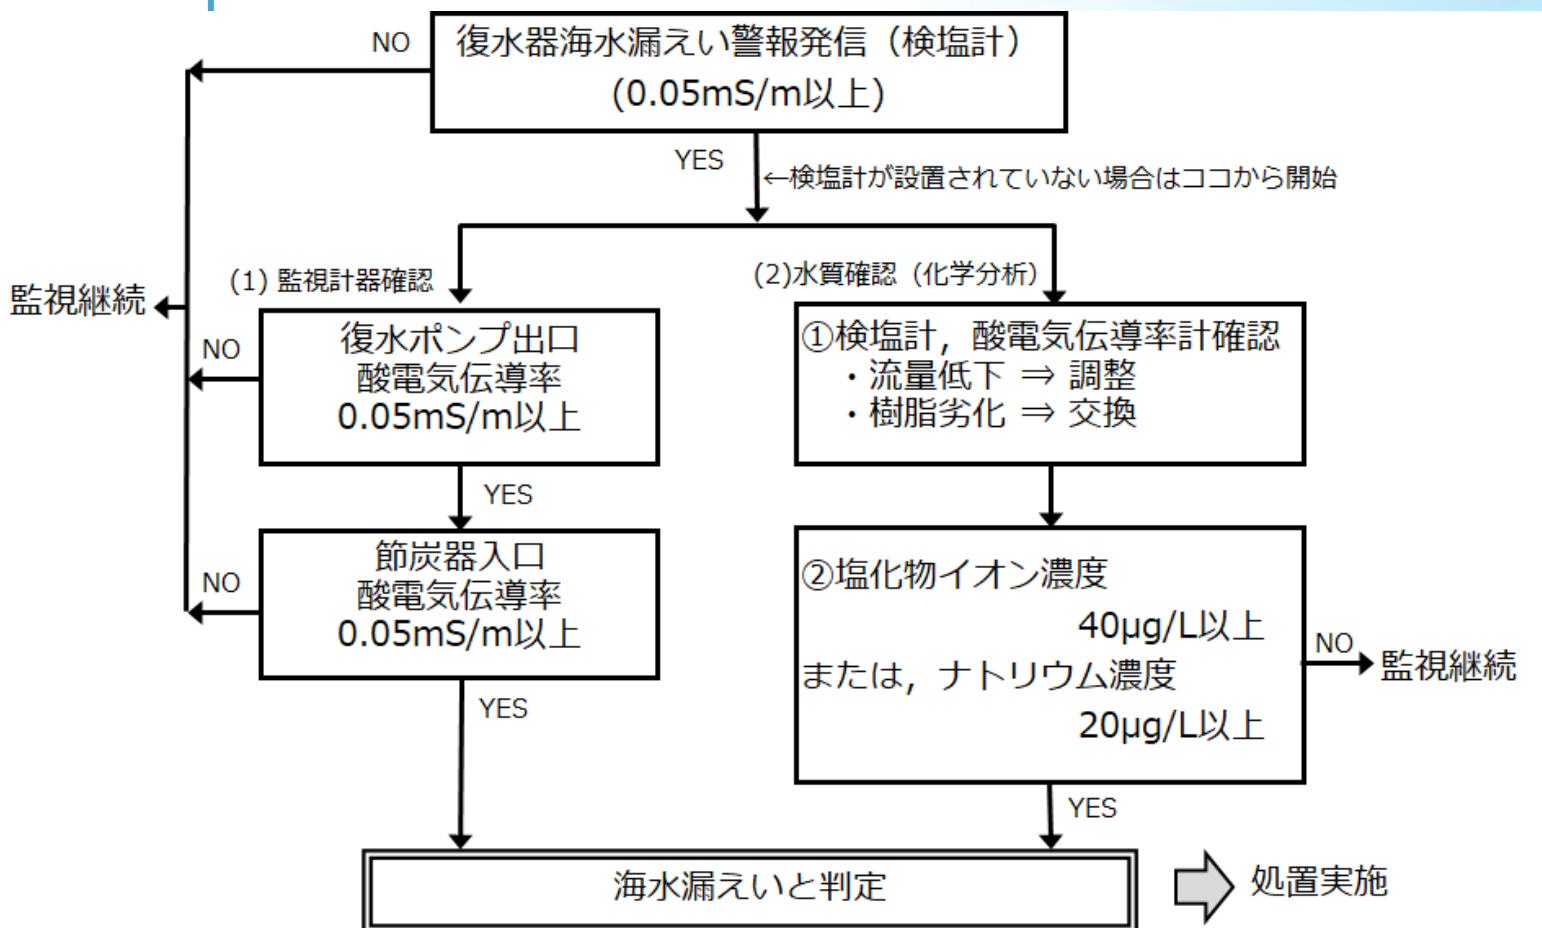 復水器海水漏えい警報発信（検塩計）
(0.05mS/m以上)
NO
YES
←検塩計が設置されていない場合はココから開始
(1) 監視計器確認
(2)水質確認（化学分析）
監視継続
復水ポンプ出口
酸電気伝導率
0.05mS/m以上
NO
YES
①検塩計，酸電気伝導率計確認
・流量低下 ⇒ 調整
・樹脂劣化 ⇒ 交換
節炭器入口
酸電気伝導率
0.05mS/m以上
NO
YES
②塩化物イオン濃度
40μg/L以上
または，ナトリウム濃度
20μg/L以上
NO
監視継続
YES
海水漏えいと判定
処置実施